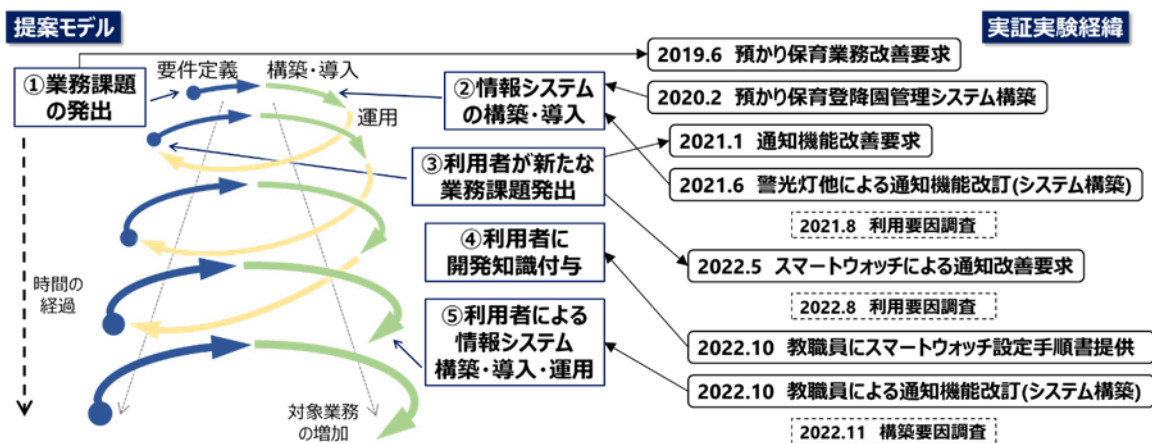 提案モデル
実証実験経緯
①業務課題
の発出
要件定義
構築・導入
運用
②情報システム
の構築・導入
③利用者が新たな
業務課題発出
④利用者に
開発知識付与
⑤利用者による
情報システム
構築・導入・運用
時間の
経過
対象業務
の増加
2019.6 預かり保育業務改善要求
2020.2 預かり保育登降園管理システム構築
2021.1 通知機能改善要求
2021.6 警光灯他による通知機能改訂(システム構築)
2021.8 利用要因調査
2022.5 スマートウォッチによる通知改善要求
2022.8 利用要因調査
2022.10 教職員にスマートウォッチ設定手順書提供
2022.10 教職員による通知機能改訂(システム構築)
2022.11 構築要因調査